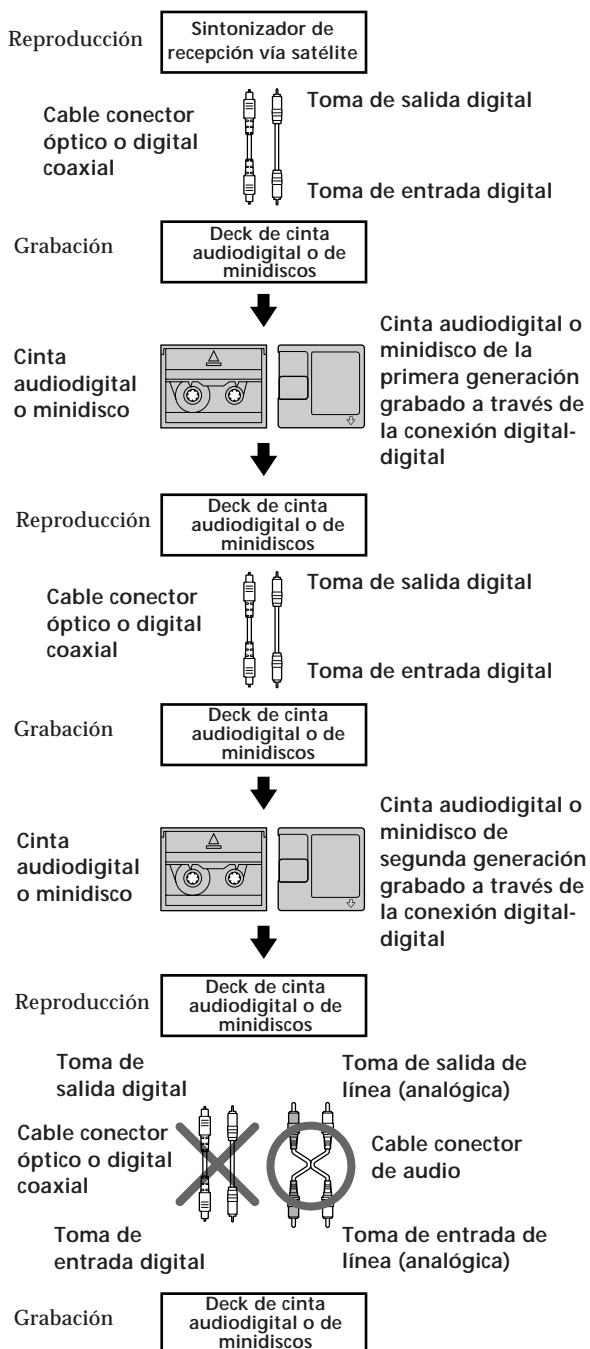 Reproducción
Sintonizador de
recepción vía satélite
Cable conector
óptico o digital
coaxial
Toma de salida digital
Toma de entrada digital
Grabación
Deck de cinta
audiodigital o de
minidiscos
Cinta
audiodigital
o minidisco
Cinta audiodigital o
minidisco de la
primera generación
grabado a través de
la conexión digital-
digital
Reproducción
Deck de cinta
audiodigital o de
minidiscos
Cable conector
óptico o digital
coaxial
Toma de salida digital
Toma de entrada digital
Grabación
Deck de cinta
audiodigital o de
minidiscos
Cinta
audiodigital
o minidisco
Cinta audiodigital o
minidisco de
segunda generación
grabado a través de
la conexión digital-
digital
Reproducción
Deck de cinta
audiodigital o de
minidiscos
Toma de
salida digital
Toma de salida de
línea (analógica)
Cable conector
óptico o digital
coaxial
Cable conector
de audio
Toma de
entrada digital
Toma de entrada de
línea (analógica)
Grabación
Deck de cinta
audiodigital o de
minidiscos